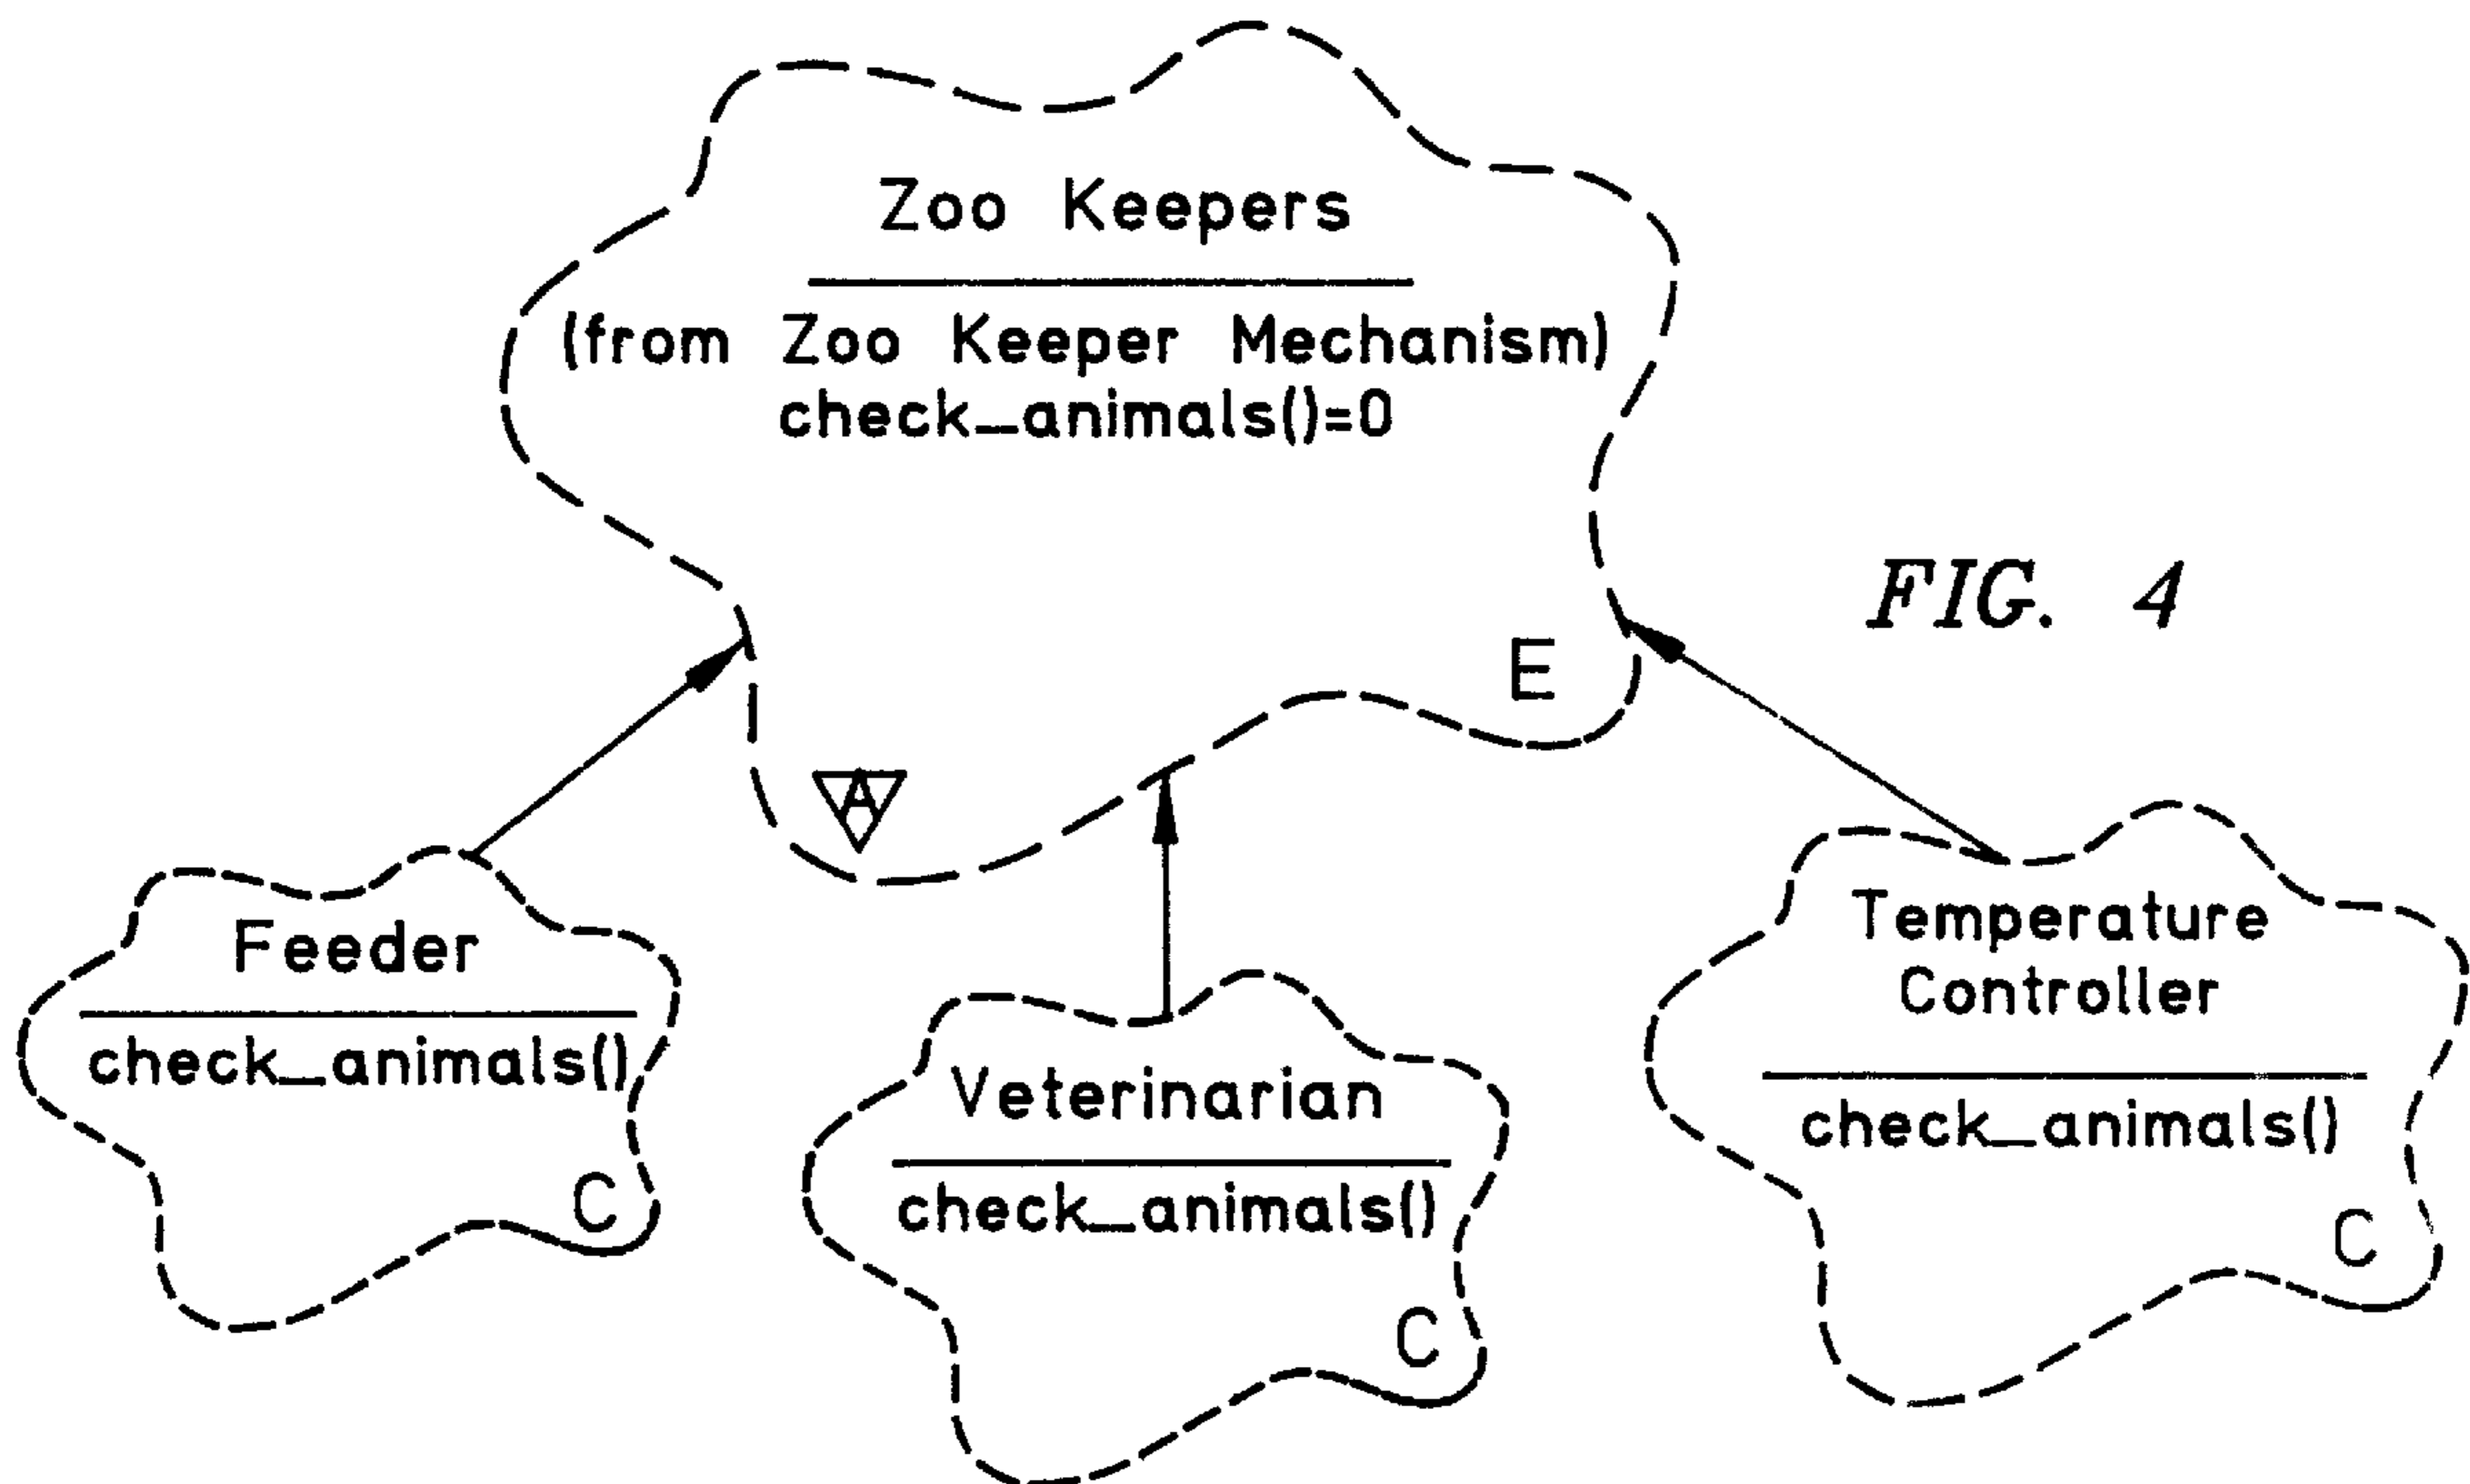 Zoo Keepers
(from Zoo Keeper Mechanism)
check_animals()=0
E
A
FIG. 4
Feeder
check_animals()
C
Veterinarian
check_animals()
C
Temperature
Controller
check_animals()
C